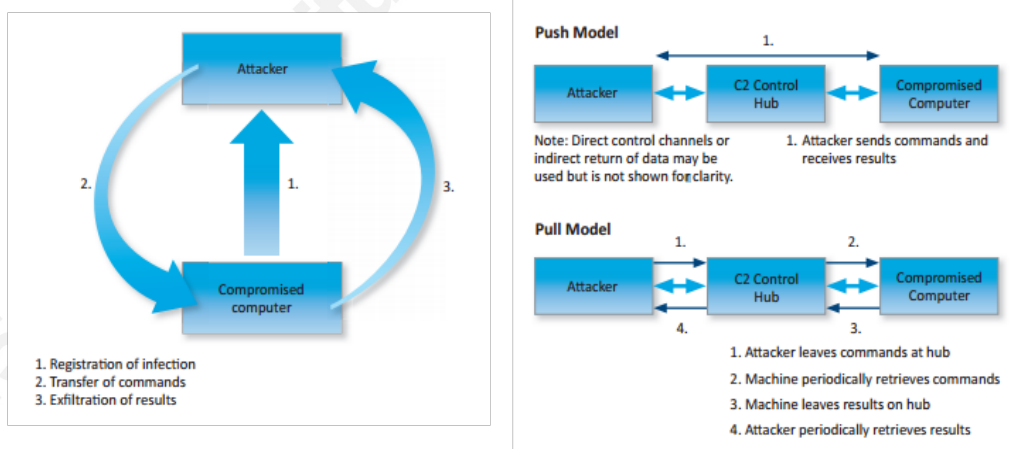 Attacker
2.
1.
3.
Compromised
computer
1. Registration of infection
2. Transfer of commands
3. Exfiltration of results
Push Model
1.
Attacker
C2 Control
Hub
Compromised
Computer
Note: Direct control channels or
indirect return of data may be
used but is not shown for clarity.
1. Attacker sends commands and
receives results
Pull Model
1.
2.
Attacker
C2 Control
Hub
Compromised
Computer
4.
3.
1. Attacker leaves commands at hub
2. Machine periodically retrieves commands
3. Machine leaves results on hub
4. Attacker periodically retrieves results